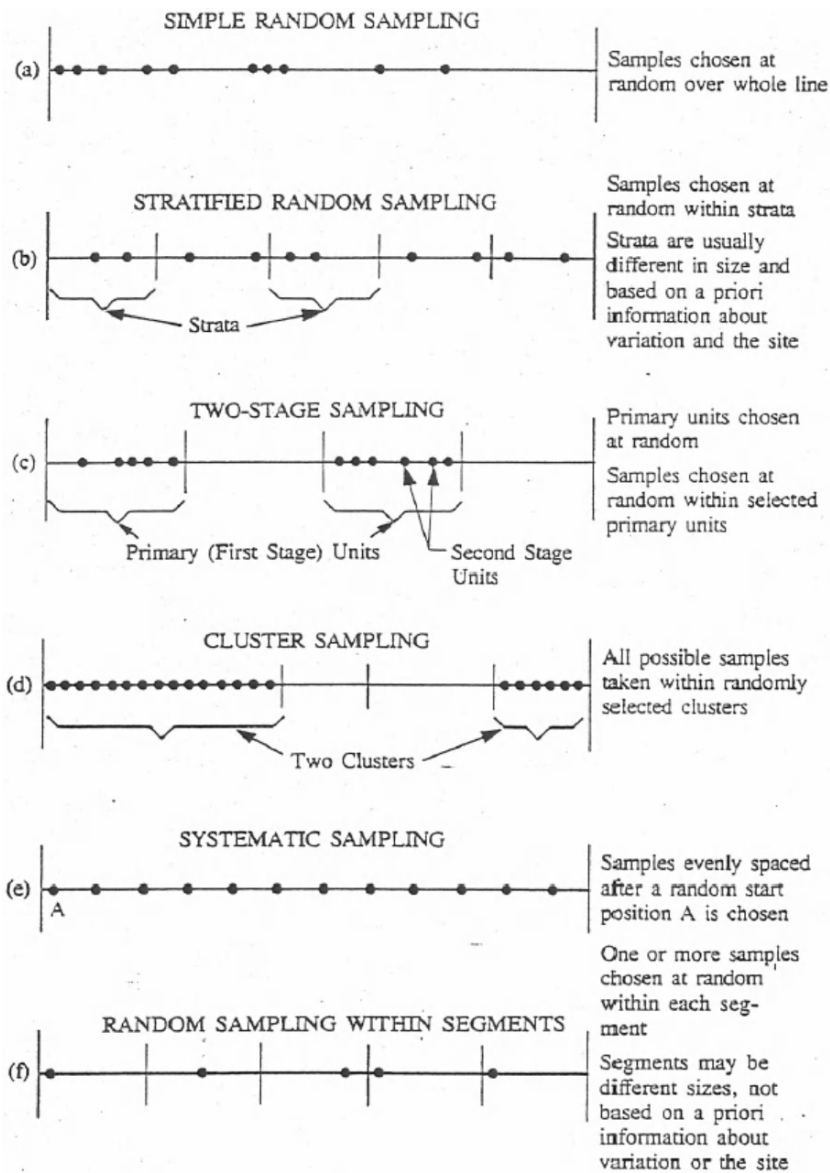 SIMPLE RANDOM SAMPLING
(a)
Samples chosen at
random over whole line
STRATIFIED RANDOM SAMPLING
(b)
Strata
Samples chosen at
random within strata
Strata are usually
different in size and
based on a priori
information about
variation and the site
TWO-STAGE SAMPLING
(c)
Primary (First Stage) Units
Second Stage
Units
Primary units chosen
at random
Samples chosen at
random within selected
primary units
CLUSTER SAMPLING
(d)
Two Clusters
All possible samples
taken within randomly
selected clusters
SYSTEMATIC SAMPLING
(e)
A
Samples evenly spaced
after a random start
position A is chosen
RANDOM SAMPLING WITHIN SEGMENTS
(f)
One or more samples
chosen at random
within each seg-
ment
Segments may be
different sizes, not
based on a priori
information about
variation or the site